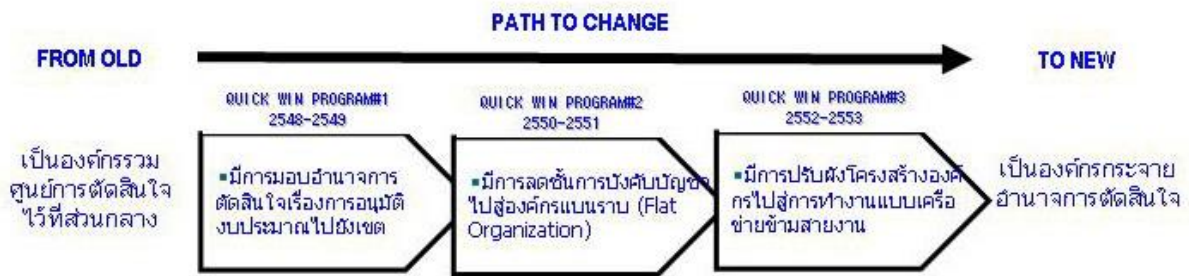 PATH TO CHANGE
FROM OLD
TO NEW
QUICK WIN PROGRAM#1
2548-2549
QUICK WIN PROGRAM#2
2550-2551
QUICK WIN PROGRAM#3
2552-2553
เป็นองค์กรรวม
ศูนย์การตัดสินใจ
ไว้ที่ส่วนกลาง
▪มีการมอบอำนาจการ
ตัดสินใจเรื่องการอนุมัติ
งบประมาณไปยังเขต
▪มีการลดชั้นการบังคับบัญชา
ไปสู่องค์กรแบนราบ (Flat
Organization)
▪มีการปรับผังโครงสร้างองค์
กรไปสู่การทำงานแบบเครือ
ข่ายข้ามสายงาน
เป็นองค์กรกระจาย
อำนาจการตัดสินใจ